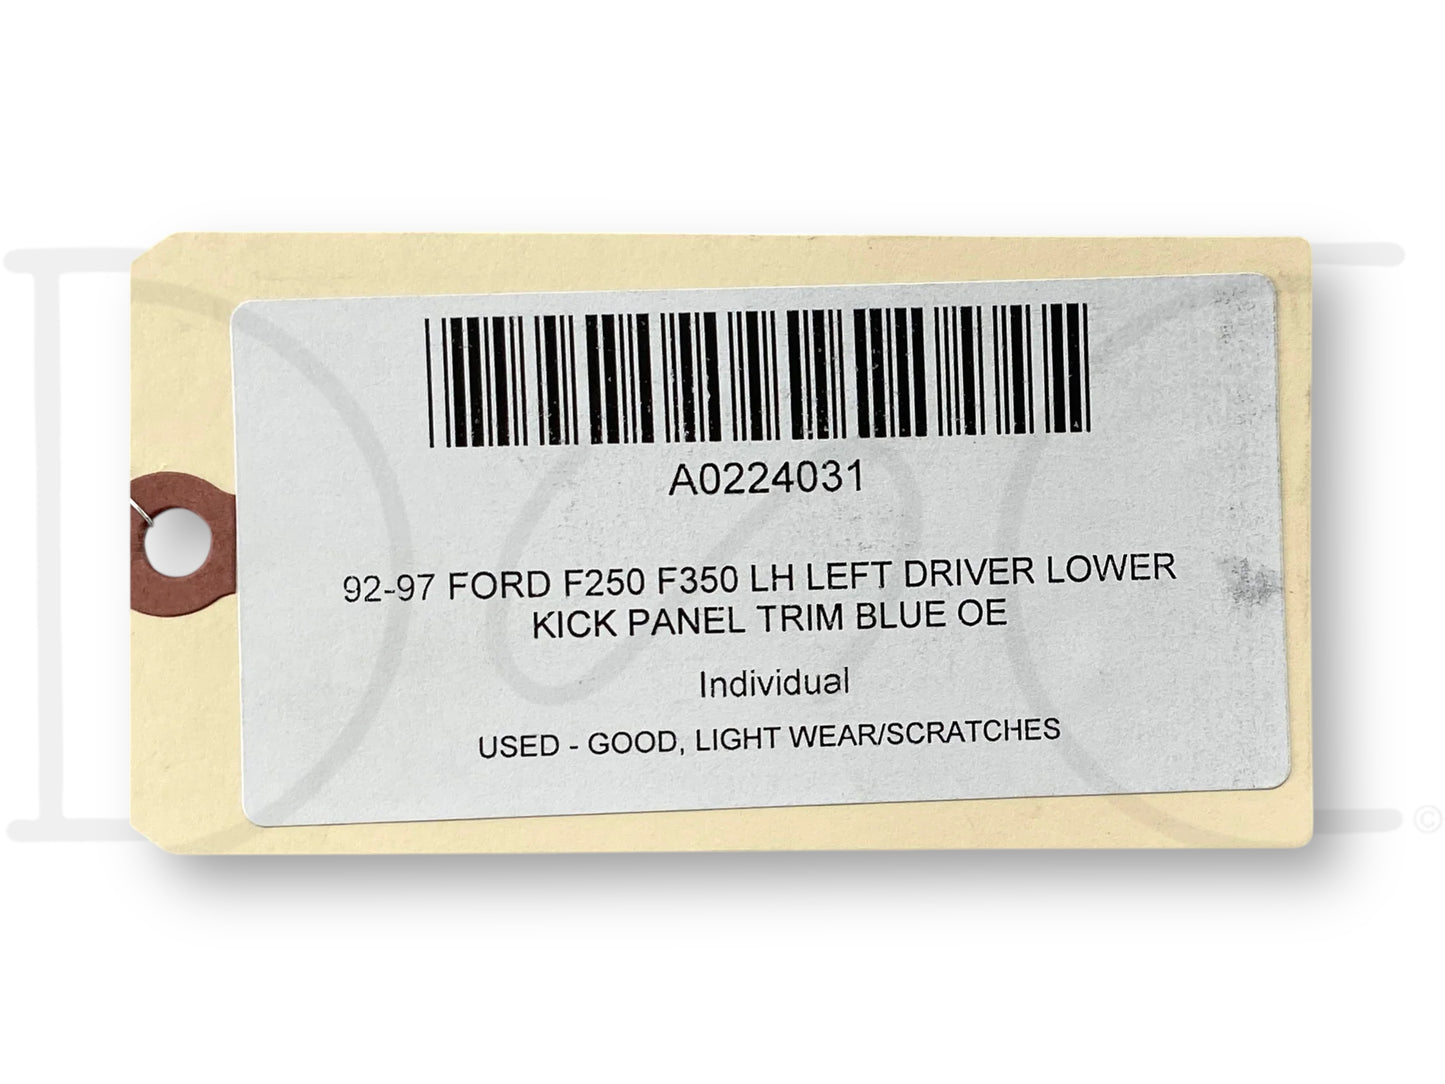 A0224031
92-97 FORD F250 F350 LH LEFT DRIVER LOWER
KICK PANEL TRIM BLUE OE
Individual
USED - GOOD, LIGHT WEAR/SCRATCHES
©